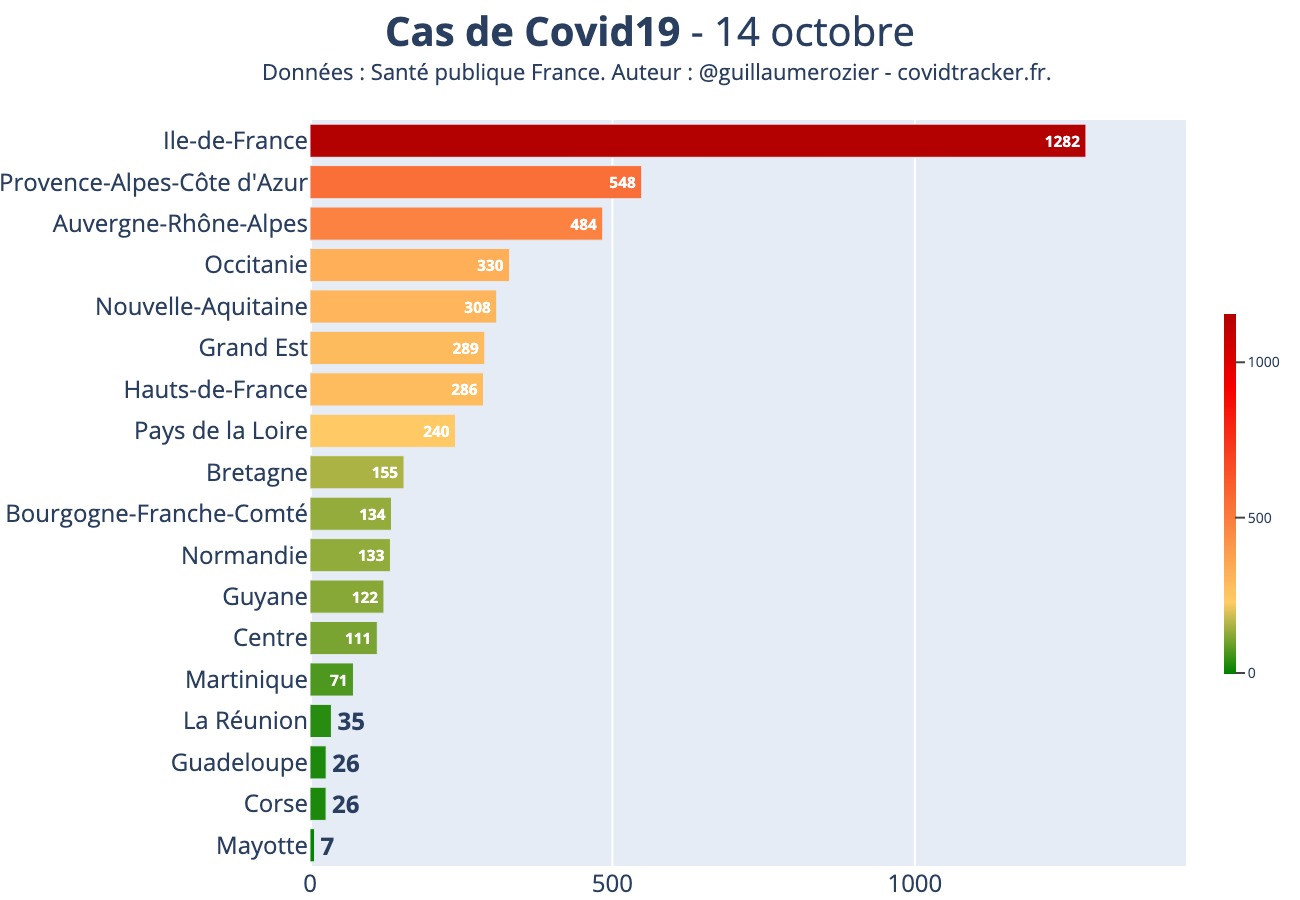 Cas de Covid19 - 14 octobre
Données : Santé publique France. Auteur : @guillaumerozier - covidtracker.fr.
Ile-de-France 1282
Provence-Alpes-Côte d'Azur 548
Auvergne-Rhône-Alpes 484
Occitanie 330
Nouvelle-Aquitaine 308
Grand Est 289
Hauts-de-France 286
Pays de la Loire 240
Bretagne 155
Bourgogne-Franche-Comté 134
Normandie 133
Guyane 122
Centre 111
Martinique 71
La Réunion 35
Guadeloupe 26
Corse 26
Mayotte 7
0 500 1000
1000
500
0